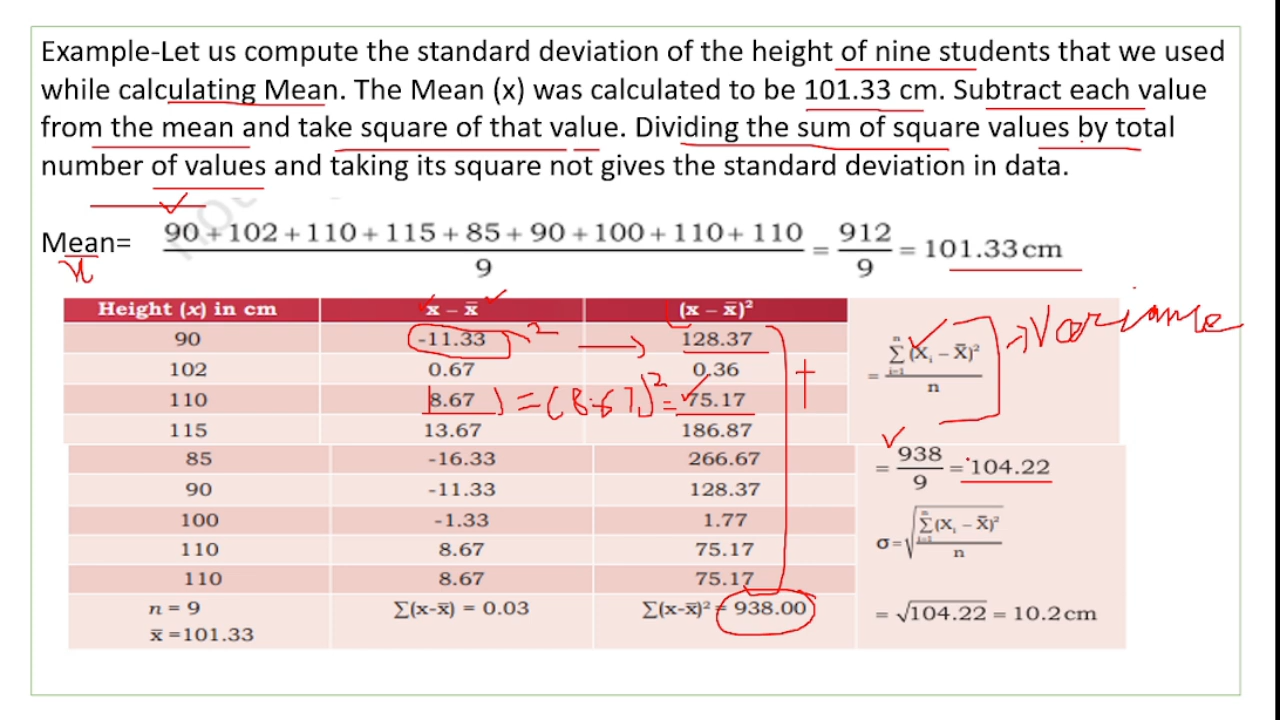 Example-Let us compute the standard deviation of the height of nine students that we used
while calculating Mean. The Mean (x) was calculated to be 101.33 cm. Subtract each value
from the mean and take square of that value. Dividing the sum of square values by total
number of values and taking its square not gives the standard deviation in data.
Mean= 90 + 102 + 110 + 115 + 85 + 90 + 100 + 110 + 110 / 9 = 912 / 9 = 101.33 cm
x̄
Height (x) in cm x – x̄ (x – x̄)²
90 -11.33 ² → 128.37
102 0.67 0.36
110 8.67 ) = (8.67)² = 75.17
115 13.67 186.87
85 -16.33 266.67
90 -11.33 128.37
100 -1.33 1.77
110 8.67 75.17
110 8.67 75.17
n = 9 Σ(x-x̄) = 0.03 Σ(x-x̄)² = 938.00
x̄ =101.33
+
= Σ(Xᵢ – X̄)² / n → Variance
n
i=1
= 938 / 9 = 104.22
σ = √ Σ(Xᵢ – X̄)² / n
n
i=1
= √104.22 = 10.2 cm